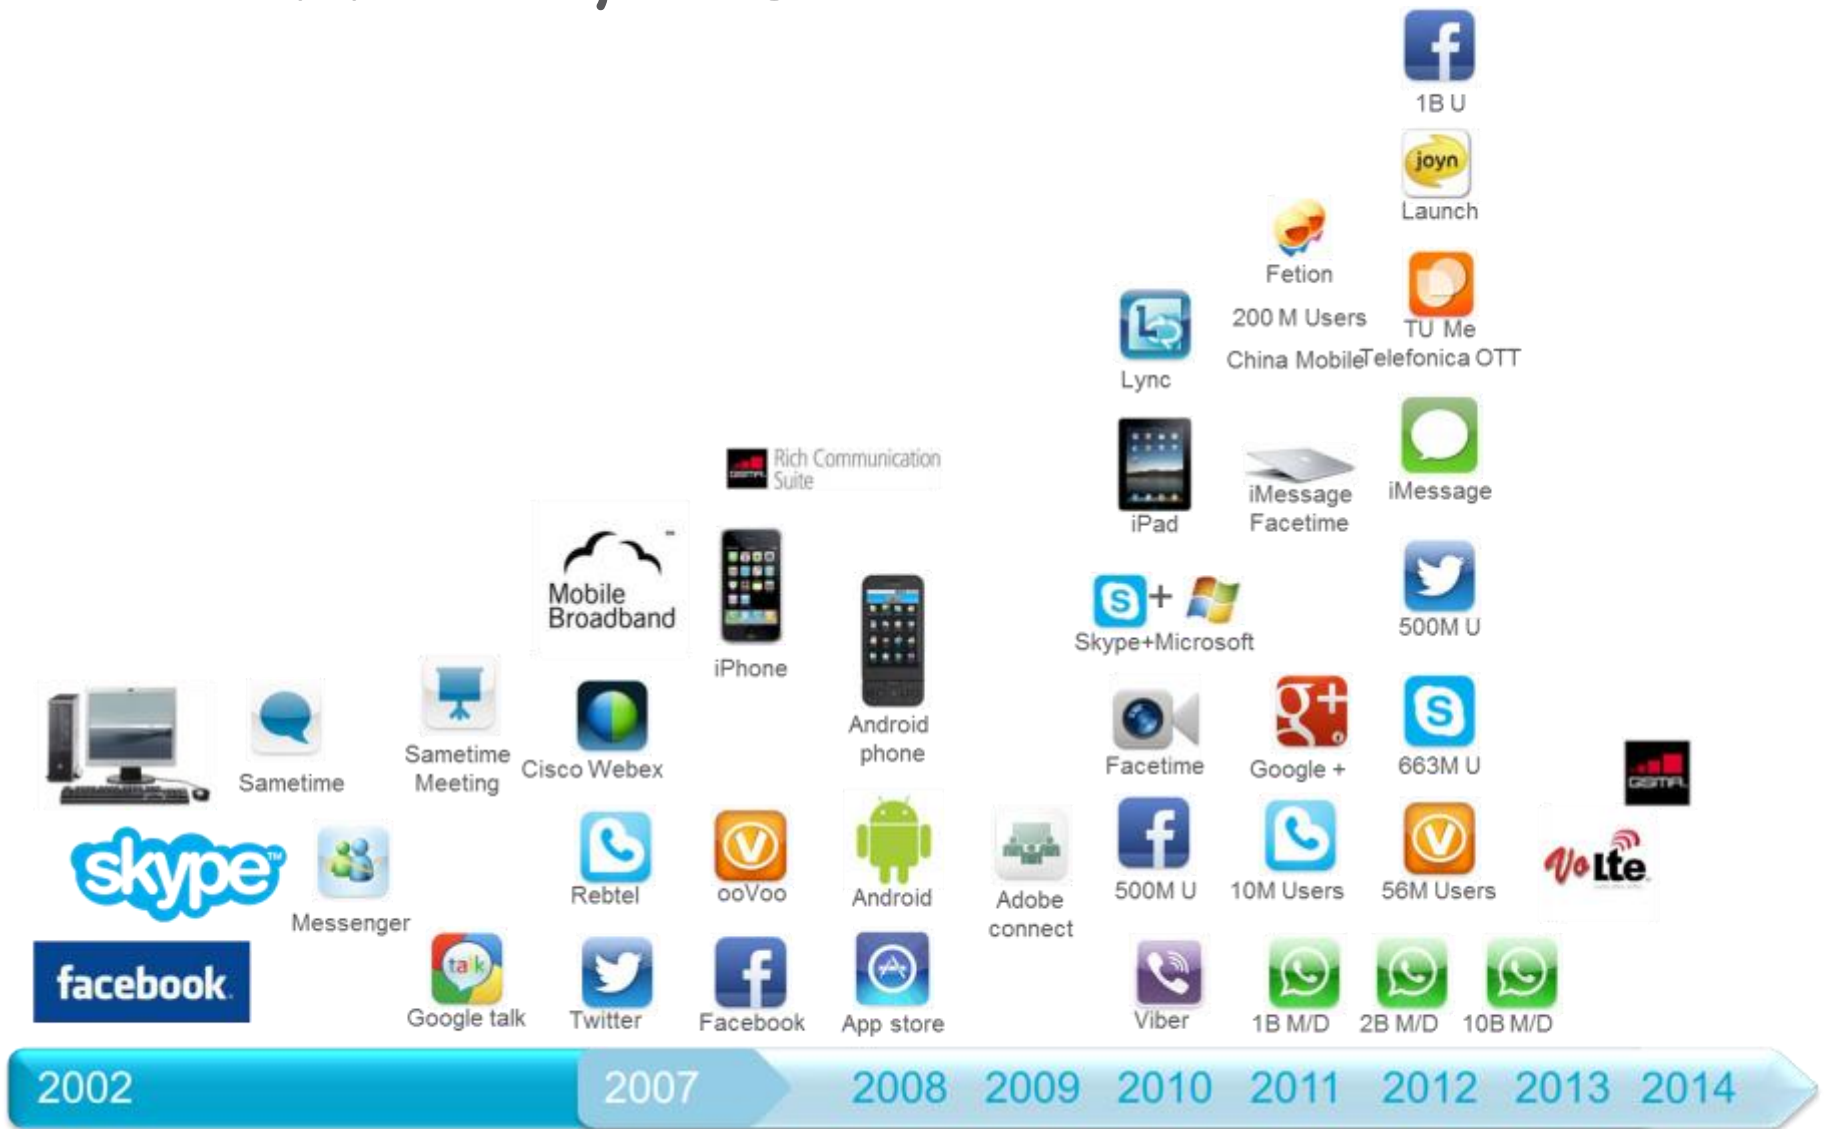 1B U
joyn
Launch
Fetion
200 M Users
China Mobile
TU Me
Telefonica OTT
L
Lync
iMessage
iPad
iMessage
Facetime
GSMA
Rich Communication
Suite
Mobile
Broadband
iPhone
S+
Skype+Microsoft
500M U
Android
phone
Sametime
Sametime
Meeting
Cisco Webex
Facetime
g+
Google +
S
663M U
GSMA
skype™
Messenger
Rebtel
ooVoo
Android
Adobe
connect
f
500M U
10M Users
56M Users
VoLte
facebook.
talk
Google talk
Twitter
f
Facebook
App store
Viber
1B M/D
2B M/D
10B M/D
2002
2007
2008
2009
2010
2011
2012
2013
2014